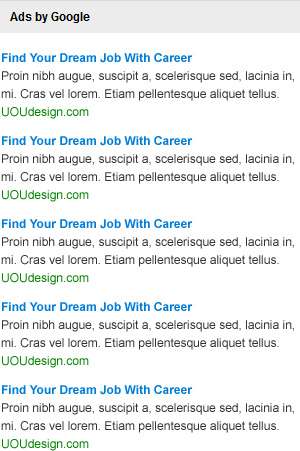 Ads by Google
Find Your Dream Job With Career
Proin nibh augue, suscipit a, scelerisque sed, lacinia in,
mi. Cras vel lorem. Etiam pellentesque aliquet tellus.
UOUdesign.com
Find Your Dream Job With Career
Proin nibh augue, suscipit a, scelerisque sed, lacinia in,
mi. Cras vel lorem. Etiam pellentesque aliquet tellus.
UOUdesign.com
Find Your Dream Job With Career
Proin nibh augue, suscipit a, scelerisque sed, lacinia in,
mi. Cras vel lorem. Etiam pellentesque aliquet tellus.
UOUdesign.com
Find Your Dream Job With Career
Proin nibh augue, suscipit a, scelerisque sed, lacinia in,
mi. Cras vel lorem. Etiam pellentesque aliquet tellus.
UOUdesign.com
Find Your Dream Job With Career
Proin nibh augue, suscipit a, scelerisque sed, lacinia in,
mi. Cras vel lorem. Etiam pellentesque aliquet tellus.
UOUdesign.com